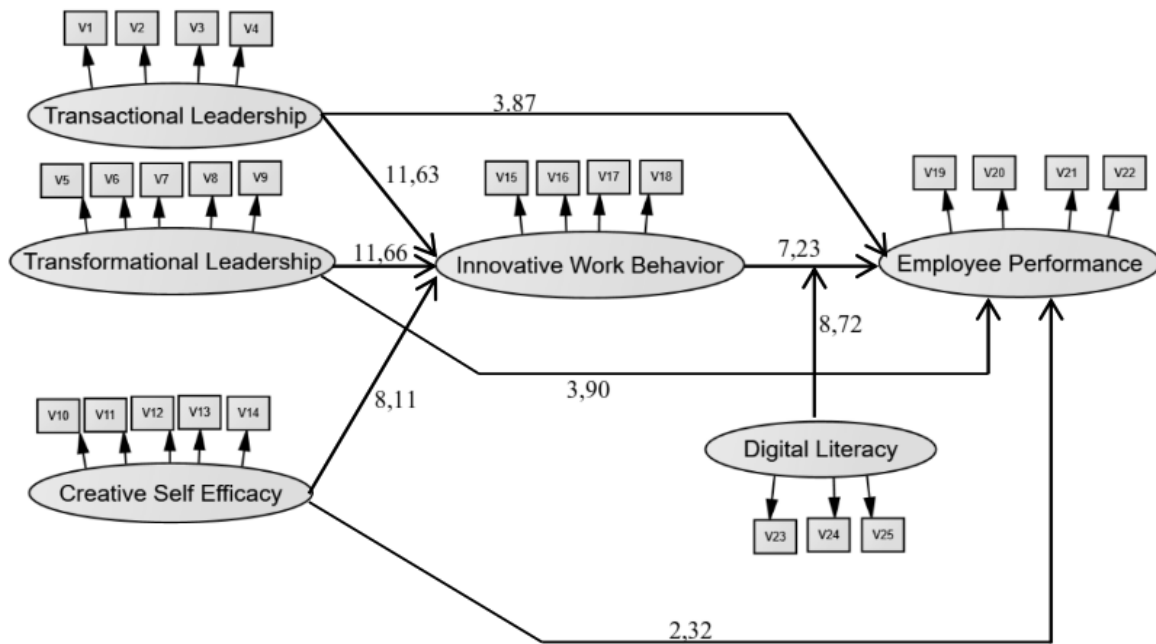 V1 V2 V3 V4
Transactional Leadership
3.87
11,63
V5 V6 V7 V8 V9
V15 V16 V17 V18
V19 V20 V21 V22
Transformational Leadership
11,66
Innovative Work Behavior
7,23
Employee Performance
8,72
3,90
8,11
V10 V11 V12 V13 V14
Creative Self Efficacy
Digital Literacy
V23 V24 V25
2,32